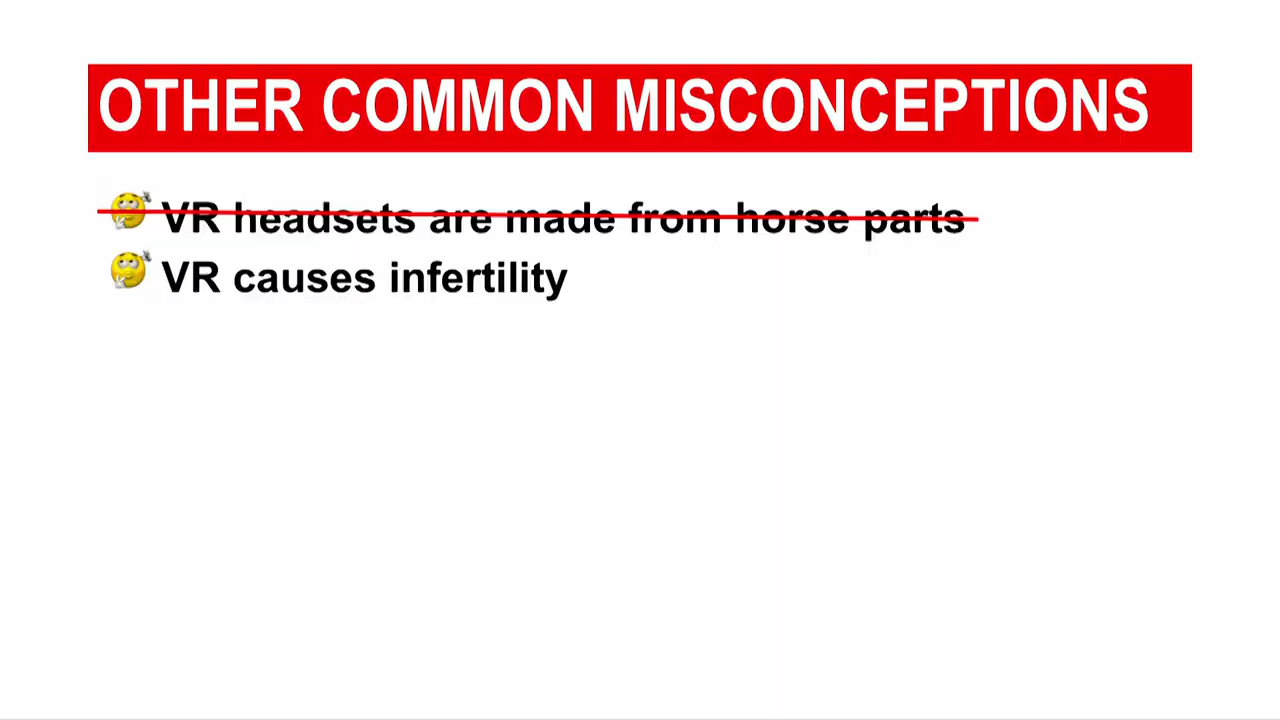 OTHER COMMON MISCONCEPTIONS
VR headsets are made from horse parts
VR causes infertility